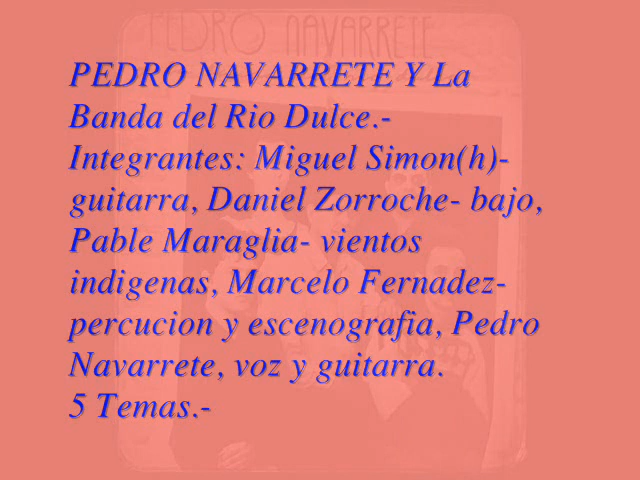 PEDRO NAVARRETE
PEDRO NAVARRETE Y La
Banda del Rio Dulce.-
Integrantes: Miguel Simon(h)-
guitarra, Daniel Zorroche- bajo,
Pable Maraglia- vientos
indigenas, Marcelo Fernadez-
percucion y escenografia, Pedro
Navarrete, voz y guitarra.
5 Temas.-